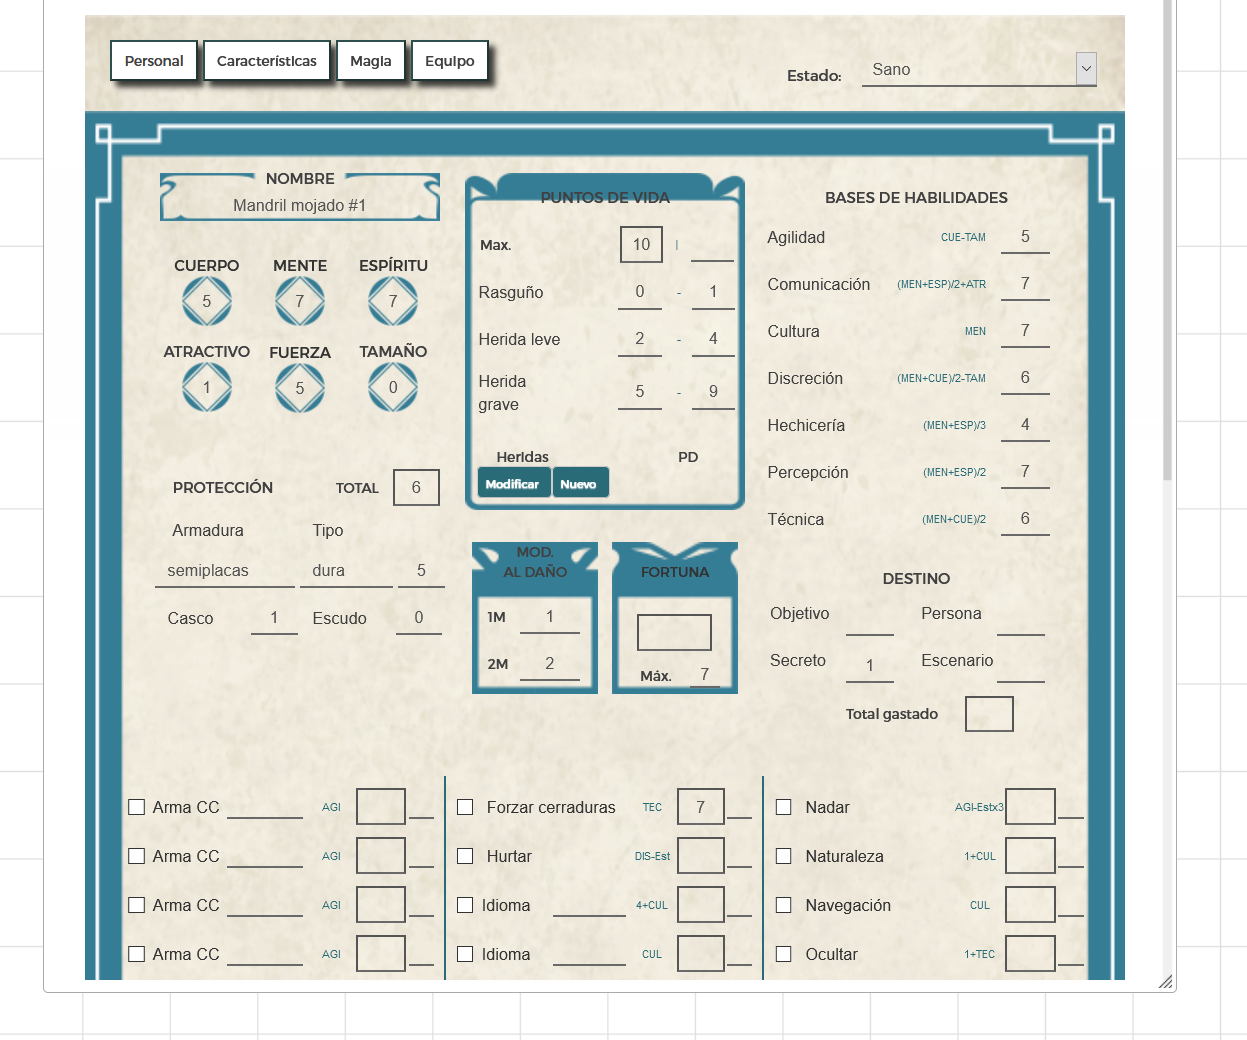 Personal Características Magia Equipo
Estado: Sano
NOMBRE
Mandril mojado #1
CUERPO MENTE ESPÍRITU
5 7 7
ATRACTIVO FUERZA TAMAÑO
1 5 0
PROTECCIÓN TOTAL 6
Armadura Tipo
semiplacas dura 5
Casco 1 Escudo 0
PUNTOS DE VIDA
Max. 10 |
Rasguño 0 - 1
Herida leve 2 - 4
Herida
grave 5 - 9
Heridas PD
Modificar Nuevo
MOD.
AL DAÑO
1M 1
2M 2
FORTUNA
Máx. 7
BASES DE HABILIDADES
Agilidad CUE-TAM 5
Comunicación (MEN+ESP)/2+ATR 7
Cultura MEN 7
Discreción (MEN+CUE)/2-TAM 6
Hechicería (MEN+ESP)/3 4
Percepción (MEN+ESP)/2 7
Técnica (MEN+CUE)/2 6
DESTINO
Objetivo Persona
Secreto 1 Escenario
Total gastado
Arma CC AGI
Arma CC AGI
Arma CC AGI
Arma CC AGI
Forzar cerraduras TEC 7
Hurtar DIS-Est
Idioma 4+CUL
Idioma CUL
Nadar AGI-Estx3
Naturaleza 1+CUL
Navegación CUL
Ocultar 1+TEC